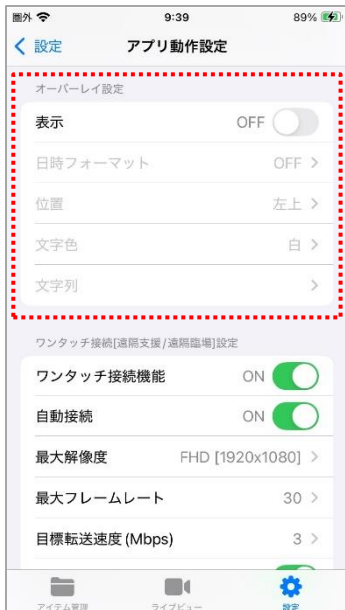 圏外 9:39 89%
設定 アプリ動作設定
オーバーレイ設定
表示 OFF
日時フォーマット OFF
位置 左上
文字色 白
文字列
ワンタッチ接続[遠隔支援/遠隔臨場]設定
ワンタッチ接続機能 ON
自動接続 ON
最大解像度 FHD [1920x1080]
最大フレームレート 30
目標転送速度 (Mbps) 3
アイテム管理 ライブビュー 設定